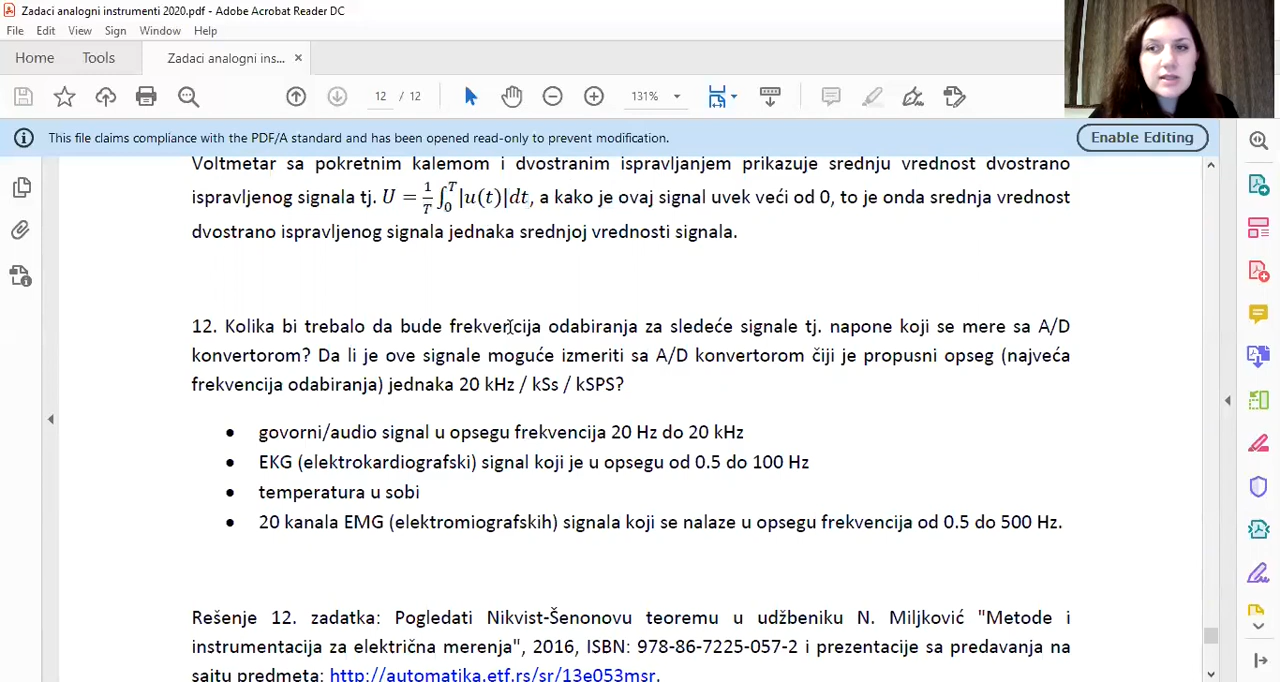 Zadaci analogni instrumenti 2020.pdf - Adobe Acrobat Reader DC
File Edit View Sign Window Help
Home Tools Zadaci analogni ins... ×
12 / 12 131%
This file claims compliance with the PDF/A standard and has been opened read-only to prevent modification. Enable Editing
Voltmetar sa pokretnim kalemom i dvostranim ispravljanjem prikazuje srednju vrednost dvostrano
ispravljenog signala tj. U = 1/T ∫₀ᵀ |u(t)|dt, a kako je ovaj signal uvek veći od 0, to je onda srednja vrednost
dvostrano ispravljenog signala jednaka srednjoj vrednosti signala.
12. Kolika bi trebalo da bude frekvencija odabiranja za sledeće signale tj. napone koji se mere sa A/D
konvertorom? Da li je ove signale moguće izmeriti sa A/D konvertorom čiji je propusni opseg (najveća
frekvencija odabiranja) jednaka 20 kHz / kSs / kSPS?
• govorni/audio signal u opsegu frekvencija 20 Hz do 20 kHz
• EKG (elektrokardiografski) signal koji je u opsegu od 0.5 do 100 Hz
• temperatura u sobi
• 20 kanala EMG (elektromiografskih) signala koji se nalaze u opsegu frekvencija od 0.5 do 500 Hz.
Rešenje 12. zadatka: Pogledati Nikvist-Šenonovu teoremu u udžbeniku N. Miljković "Metode i
instrumentacija za električna merenja", 2016, ISBN: 978-86-7225-057-2 i prezentacije sa predavanja na
sajtu predmeta: http://automatika.etf.rs/sr/13e053msr.